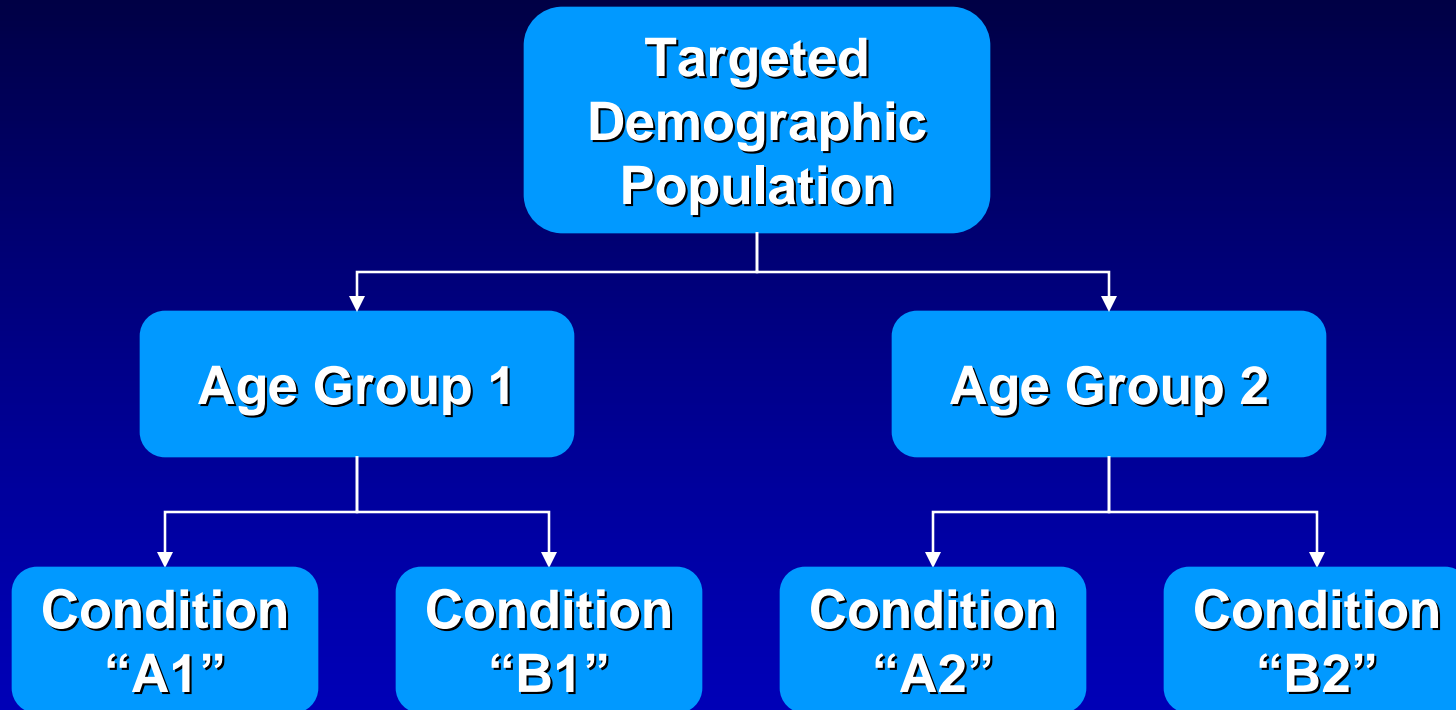 Targeted
Demographic
Population
Age Group 1
Age Group 2
Condition
“A1”
Condition
“B1”
Condition
“A2”
Condition
“B2”